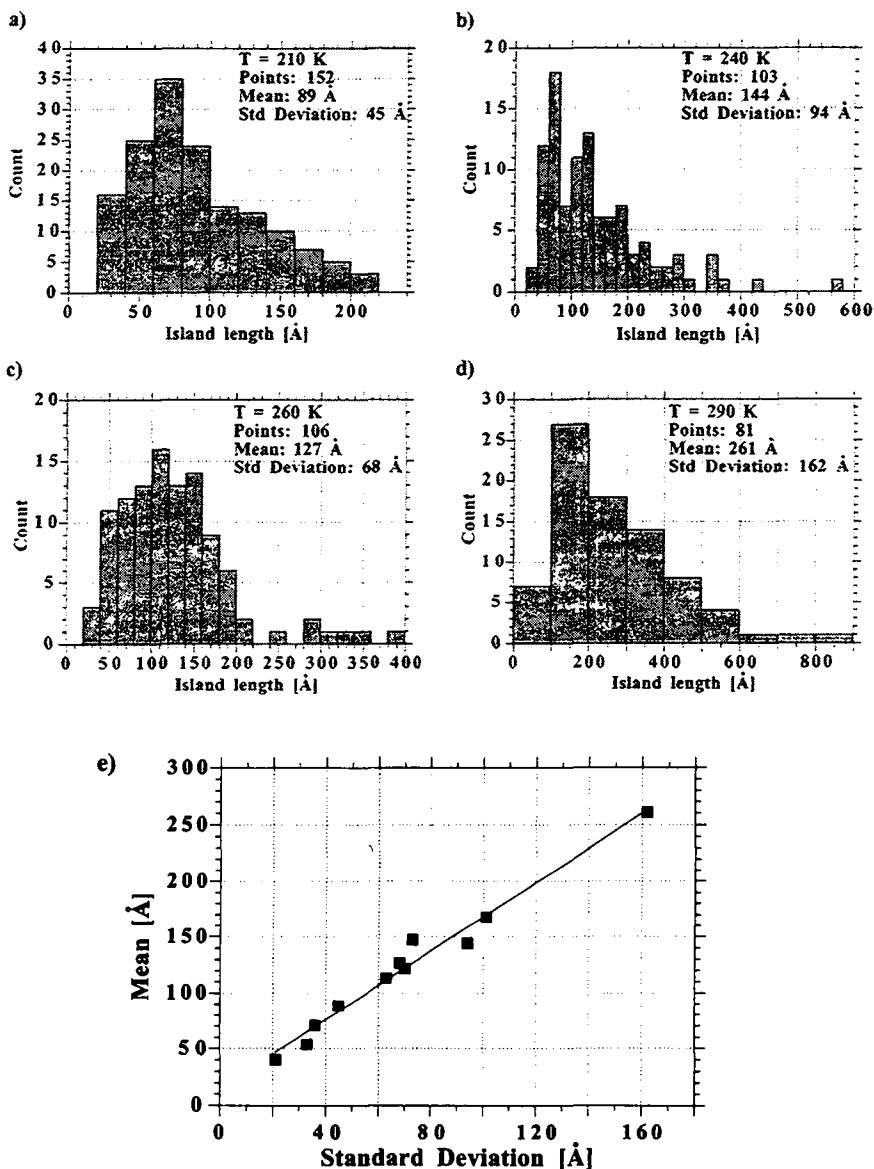 a)
T = 210 K
Points: 152
Mean: 89 Å
Std Deviation: 45 Å
Count
40
35
30
25
20
15
10
5
0
0 50 100 150 200
Island length [Å]
b)
T = 240 K
Points: 103
Mean: 144 Å
Std Deviation: 94 Å
Count
20
15
10
5
0
0 100 200 300 400 500 600
Island length [Å]
c)
T = 260 K
Points: 106
Mean: 127 Å
Std Deviation: 68 Å
Count
20
15
10
5
0
0 50 100 150 200 250 300 350 400
Island length [Å]
d)
T = 290 K
Points: 81
Mean: 261 Å
Std Deviation: 162 Å
Count
30
25
20
15
10
5
0
0 200 400 600 800
Island length [Å]
e)
Mean [Å]
300
250
200
150
100
50
0
0 40 80 120 160
Standard Deviation [Å]